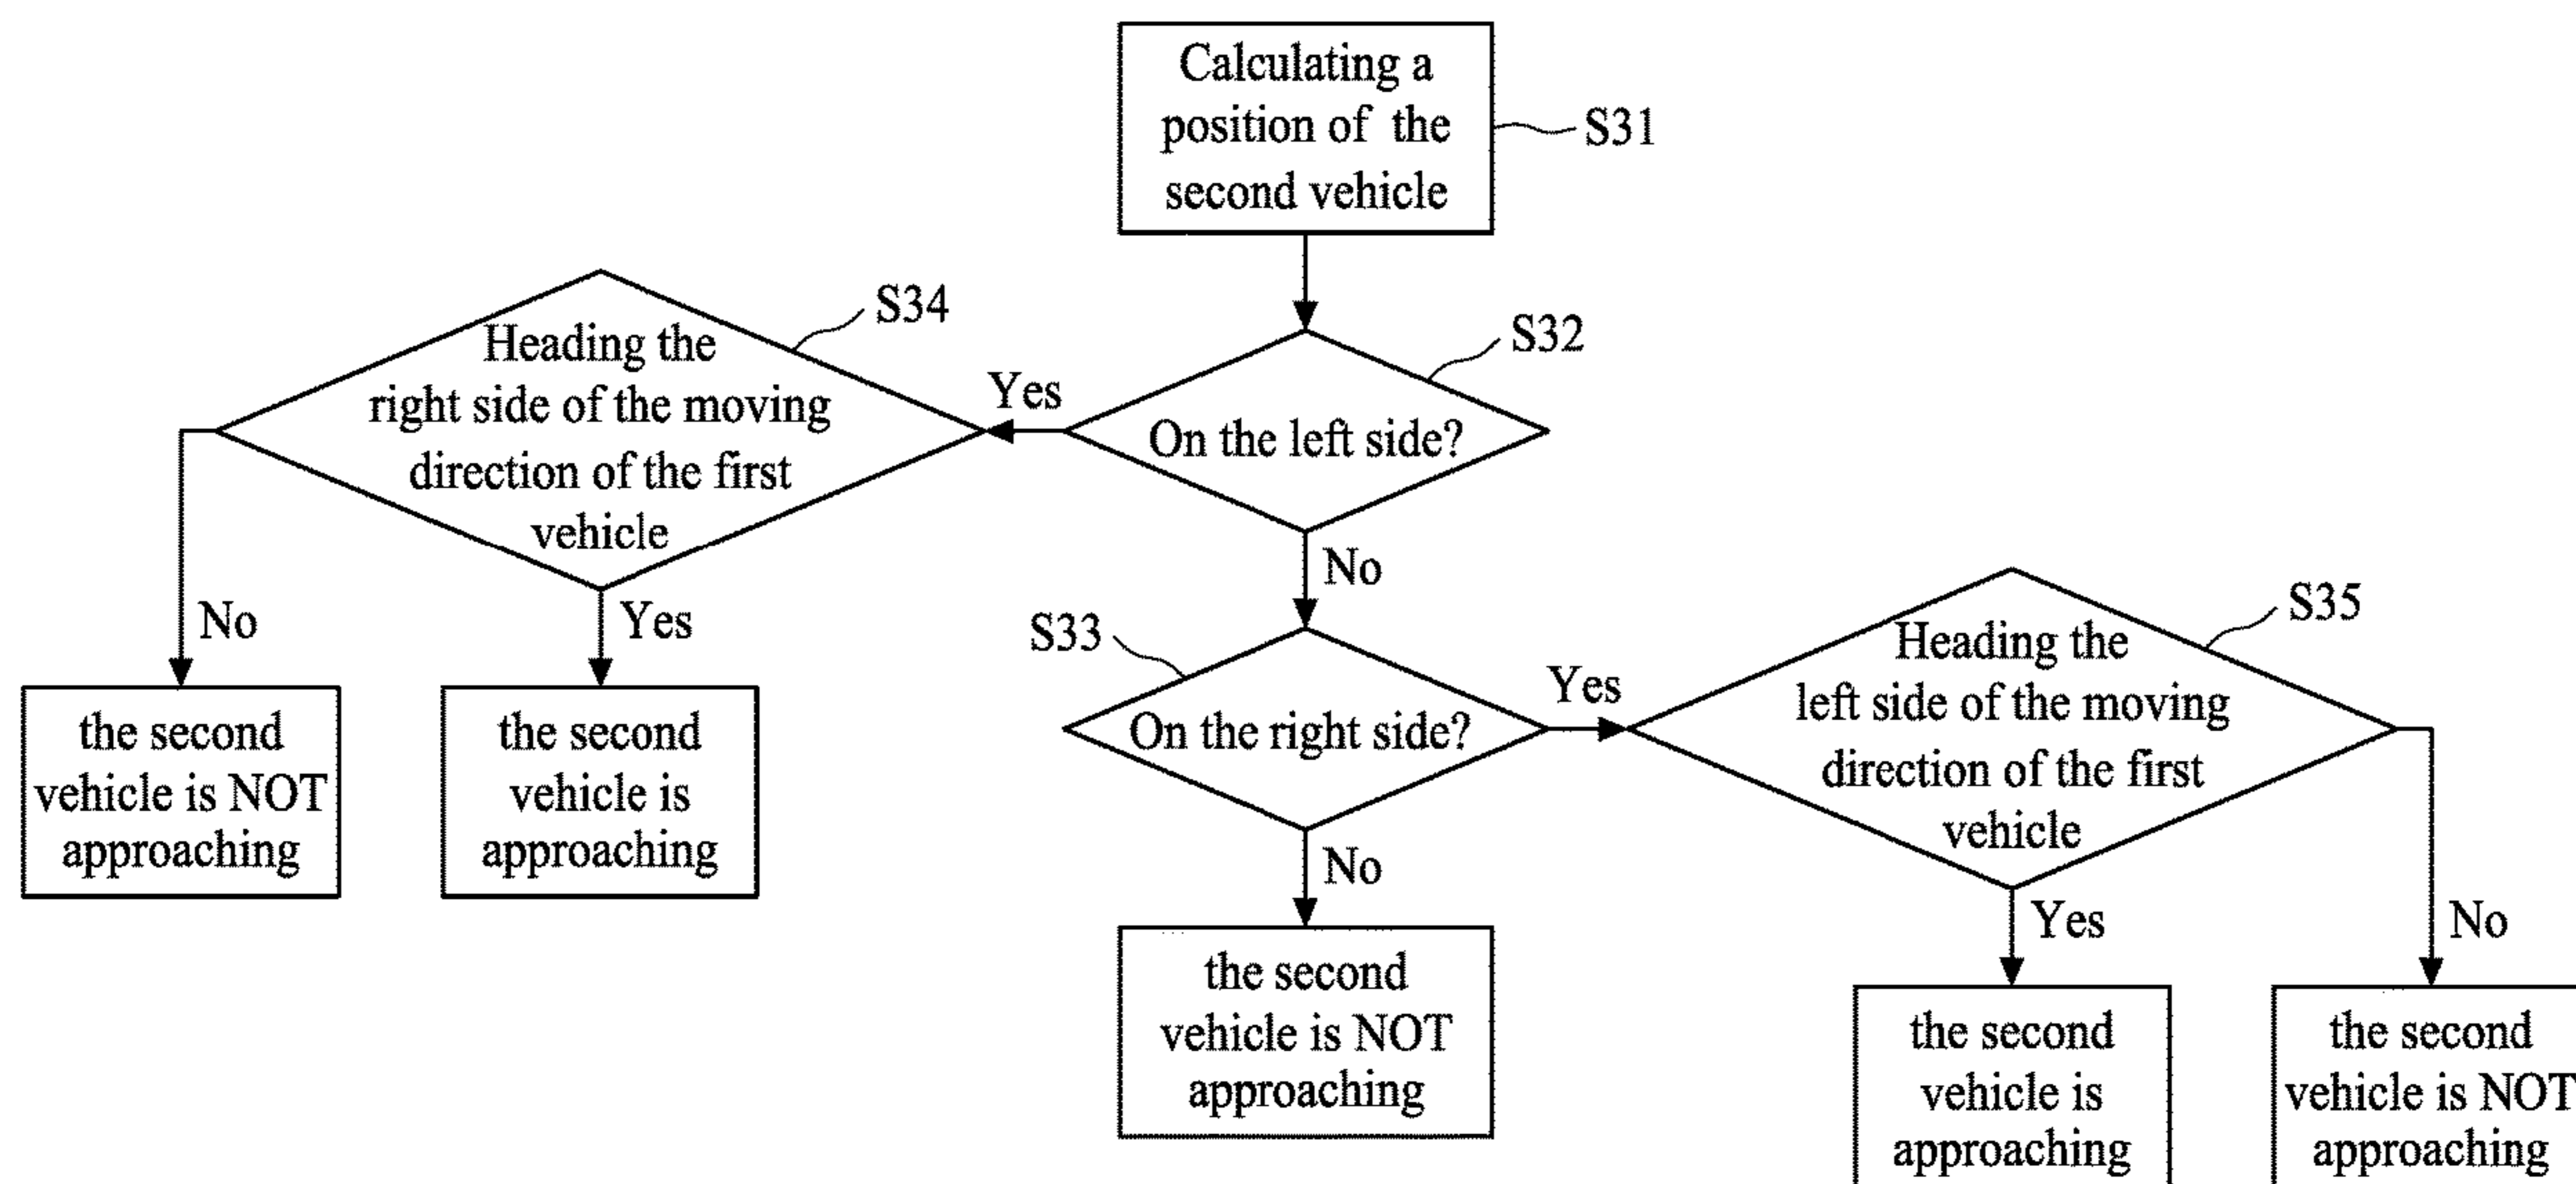 Calculating a
position of the
second vehicle
S31
S34
Heading the
right side of the moving
direction of the first
vehicle
Yes
S32
On the left side?
No
Yes
No
the second
vehicle is NOT
approaching
the second
vehicle is
approaching
S33
On the right side?
Yes
S35
Heading the
left side of the moving
direction of the first
vehicle
No
the second
vehicle is NOT
approaching
Yes
No
the second
vehicle is
approaching
the second
vehicle is NOT
approaching